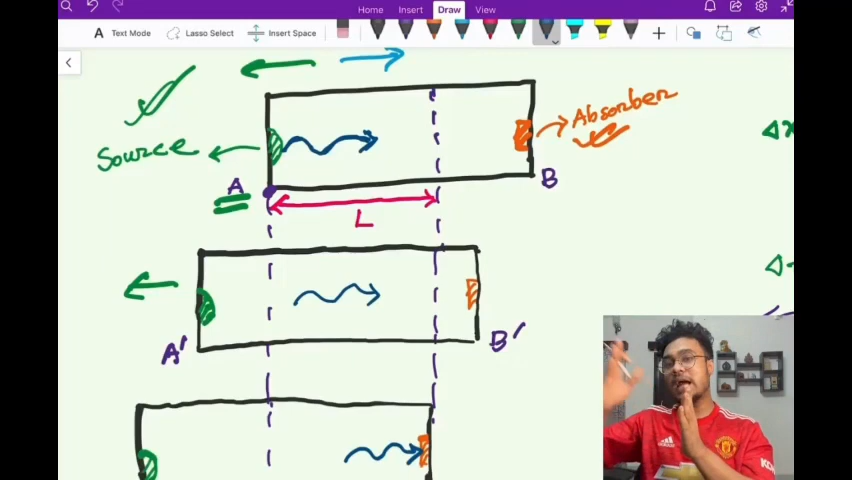 Home Insert Draw View
Text Mode Lasso Select Insert Space
Source
Absorber
A
B
L
A'
B'